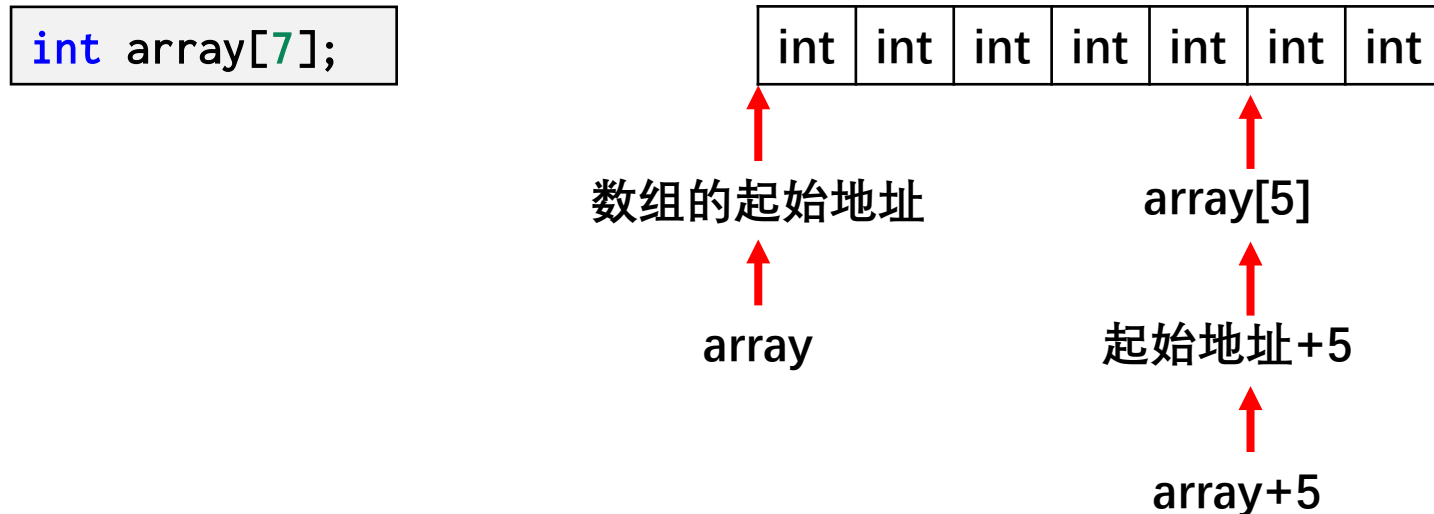 int array[7];
int int int int int int int
数组的起始地址
array[5]
array
起始地址+5
array+5